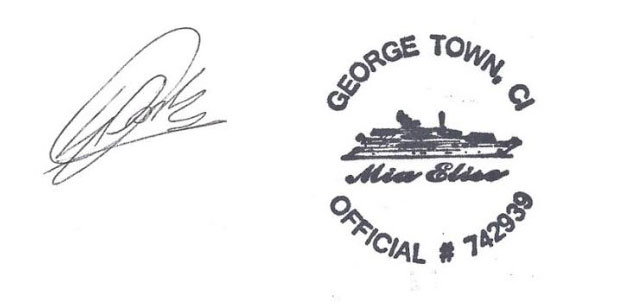 GEORGE TOWN, CI
Mia Elise
OFFICIAL # 742939